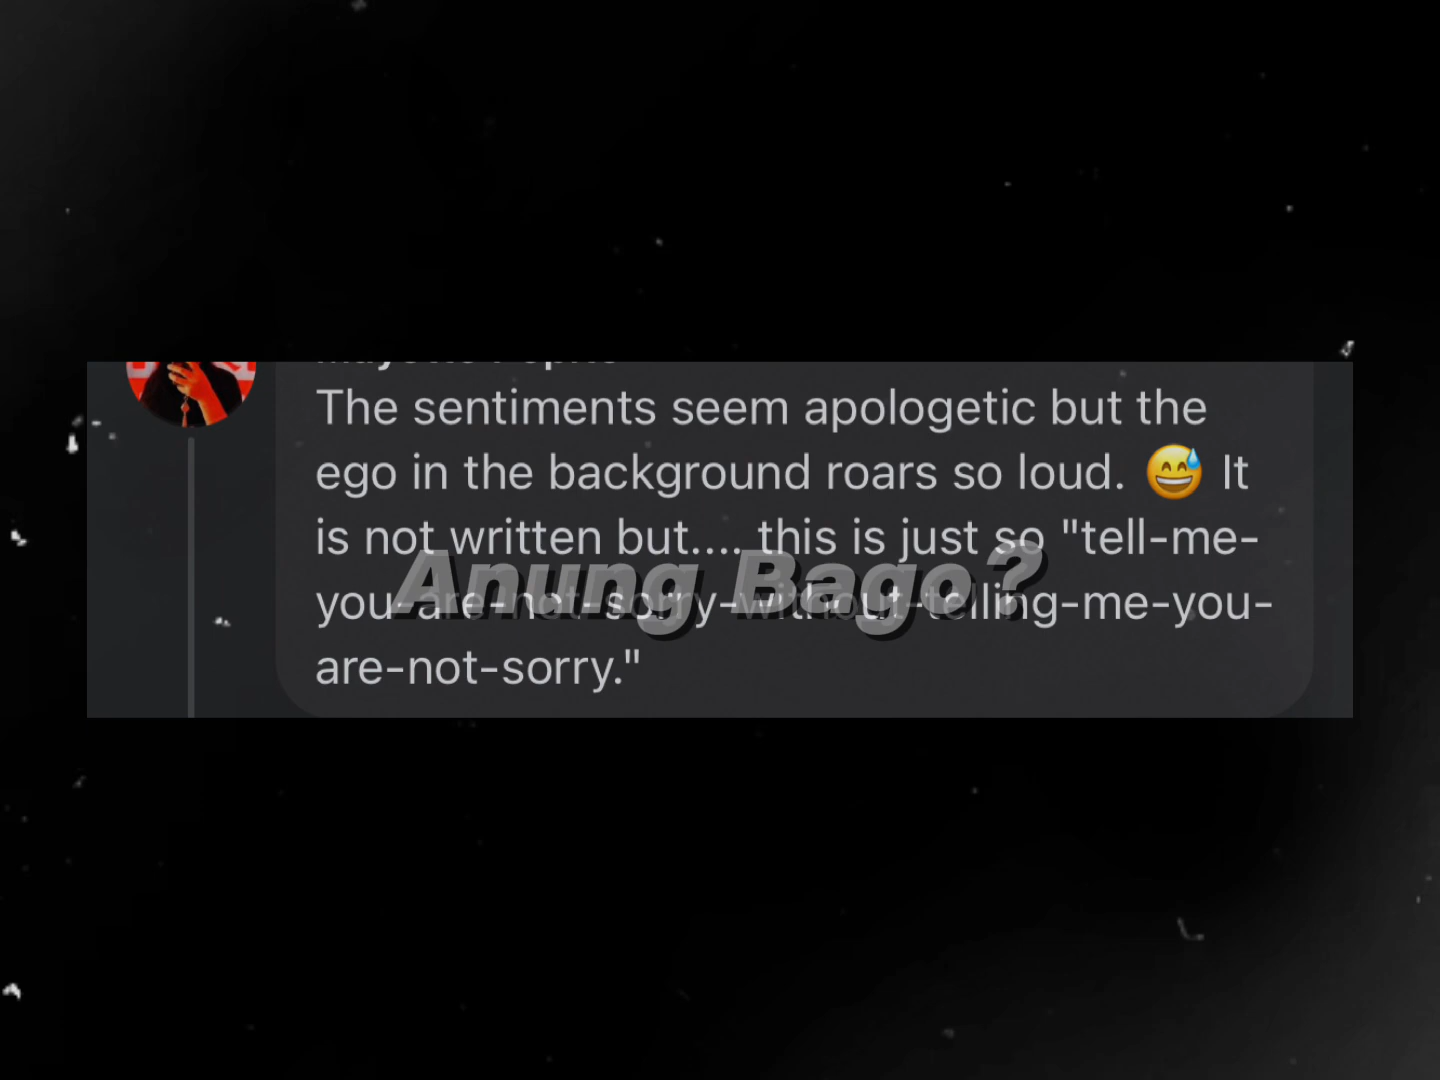 The sentiments seem apologetic but the
ego in the background roars so loud. 😅 It
is not written but.... this is just so "tell-me-
you-are-not-sorry-without-telling-me-you-
are-not-sorry."
Anung Bago?